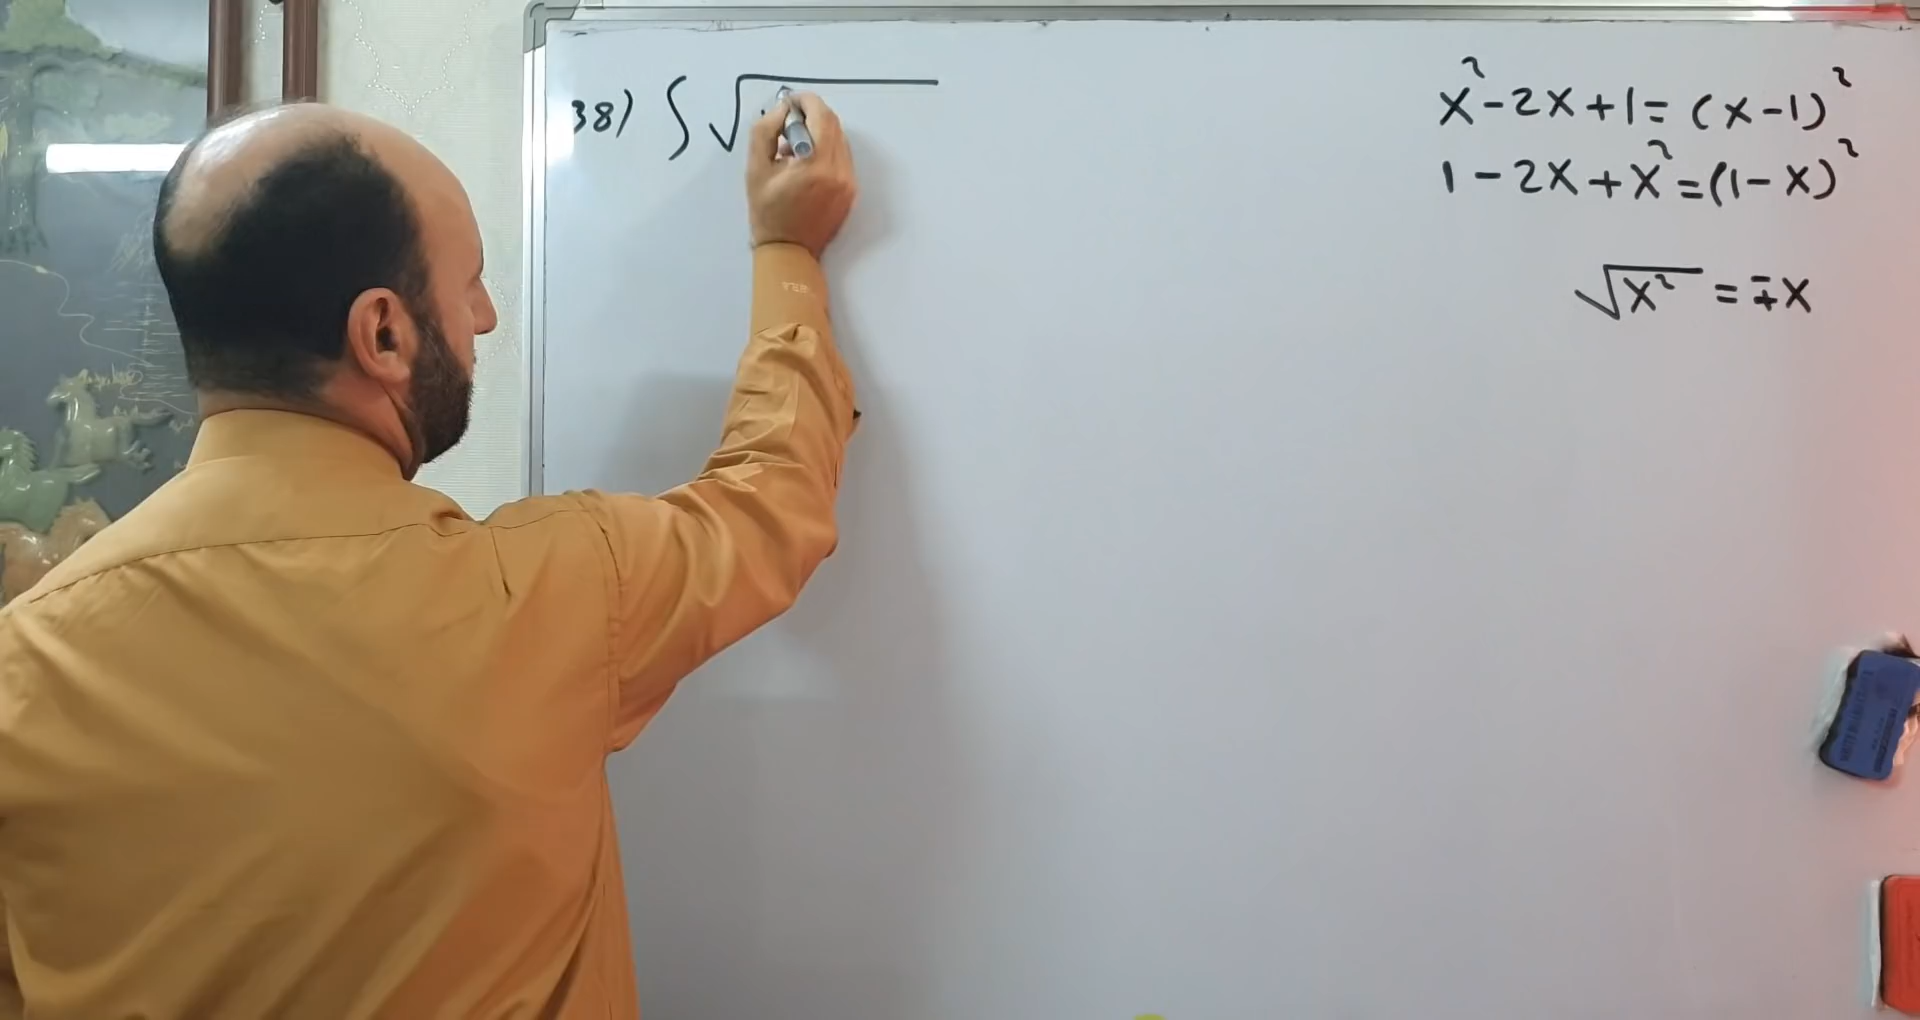 38) ∫√
x² - 2x + 1 = (x - 1)²
1 - 2x + x² = (1 - x)²
√x² = ∓x